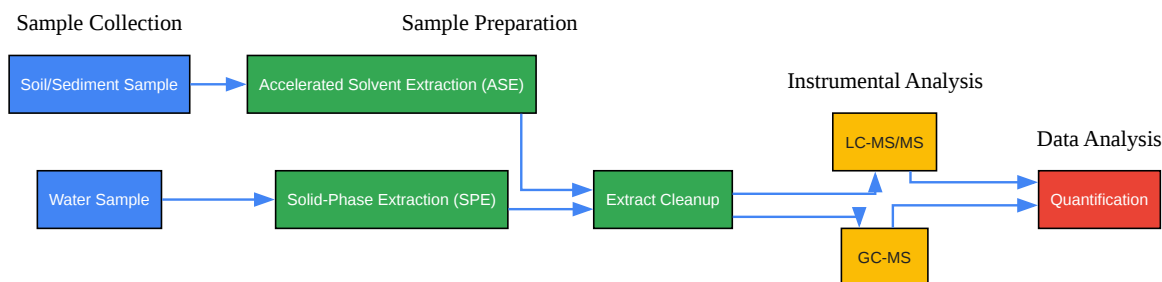 Sample Collection
Sample Preparation
Soil/Sediment Sample
Accelerated Solvent Extraction (ASE)
Instrumental Analysis
LC-MS/MS
Data Analysis
Water Sample
Solid-Phase Extraction (SPE)
Extract Cleanup
Quantification
GC-MS